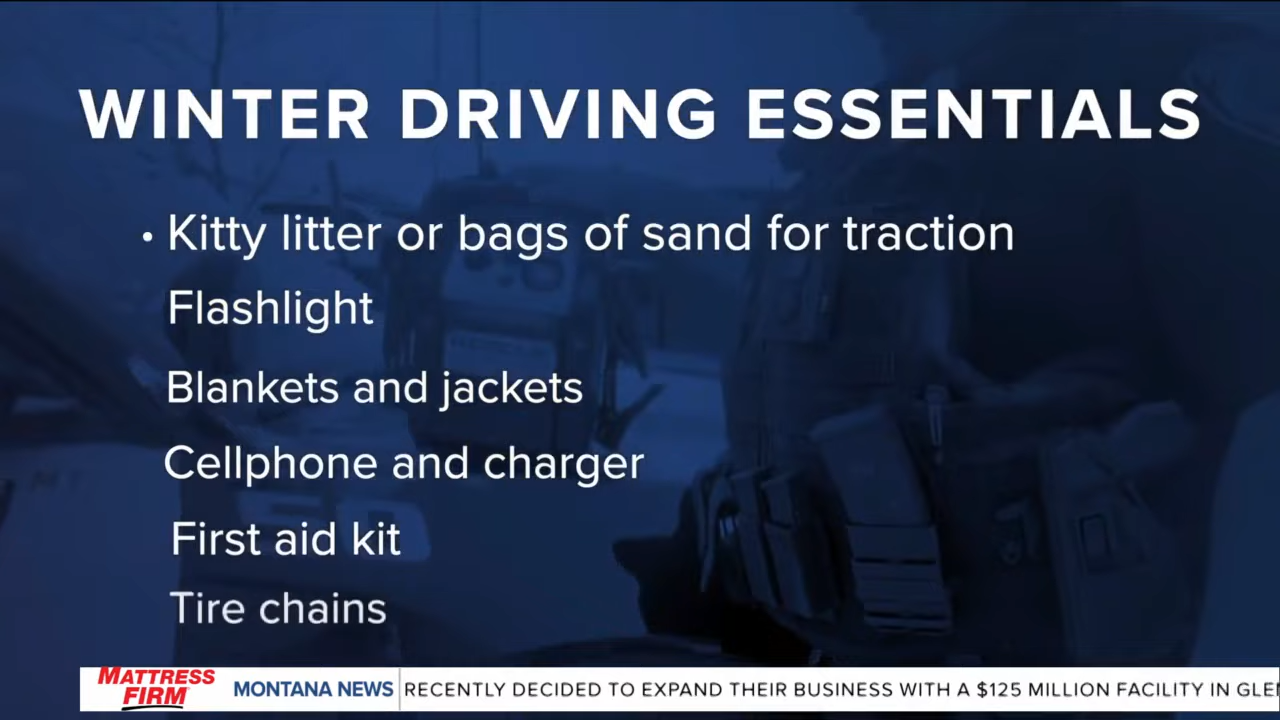 WINTER DRIVING ESSENTIALS
• Kitty litter or bags of sand for traction
Flashlight
Blankets and jackets
Cellphone and charger
First aid kit
Tire chains
MATTRESS
FIRM
MONTANA NEWS
RECENTLY DECIDED TO EXPAND THEIR BUSINESS WITH A $125 MILLION FACILITY IN